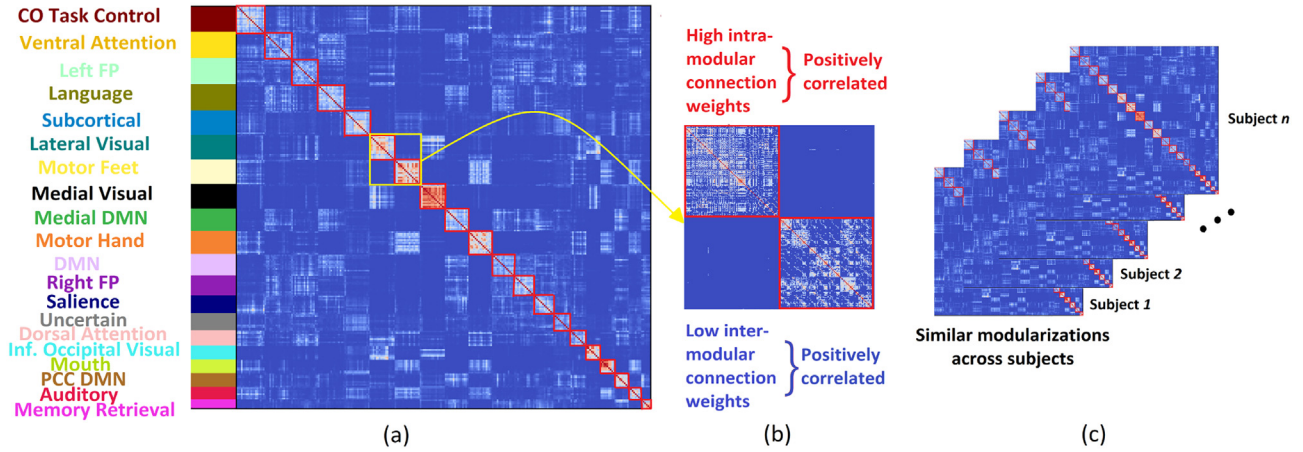 CO Task Control
Ventral Attention
Left FP
Language
Subcortical
Lateral Visual
Motor Feet
Medial Visual
Medial DMN
Motor Hand
DMN
Right FP
Salience
Uncertain
Dorsal Attention
Inf. Occipital Visual
Mouth
PCC DMN
Auditory
Memory Retrieval
(a)
High intra-
modular
connection
weights
Positively
correlated
Low inter-
modular
connection
weights
Positively
correlated
(b)
Subject n
Subject 2
Subject 1
Similar modularizations
across subjects
(c)